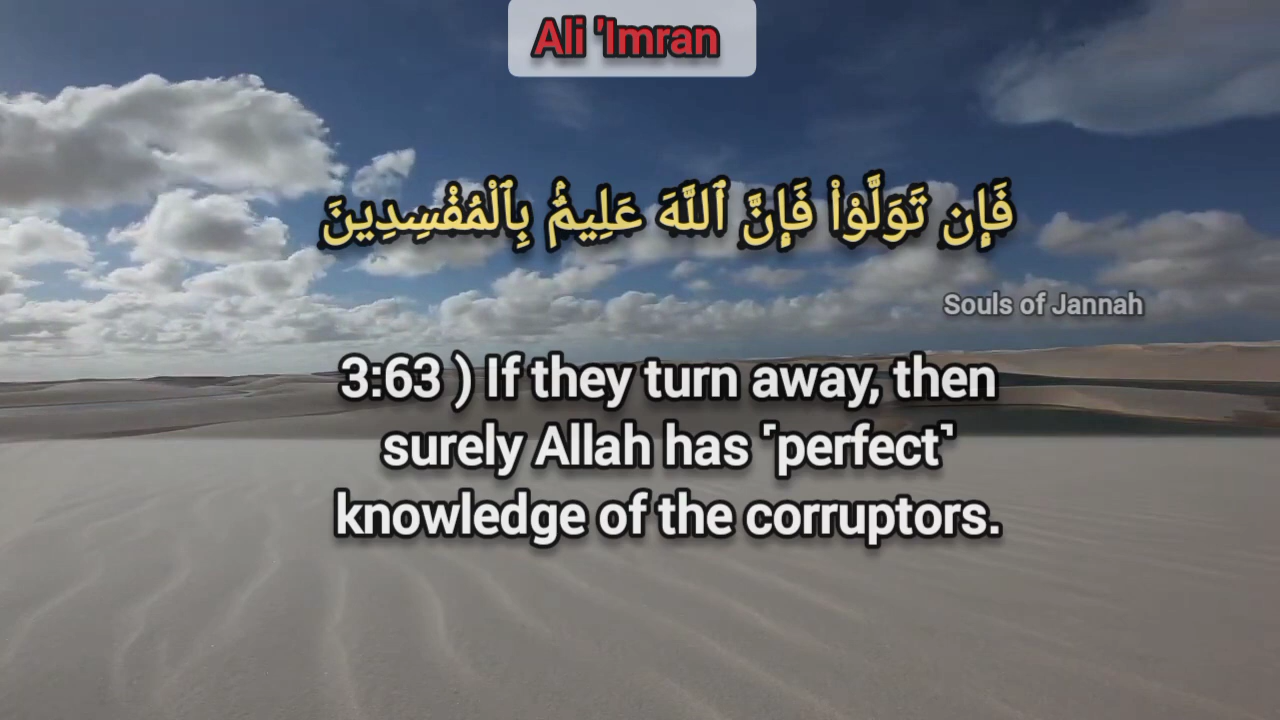 Ali 'Imran
فَإِن تَوَلَّوْا۟ فَإِنَّ ٱللَّهَ عَلِيمٌۢ بِٱلْمُفْسِدِينَ
Souls of Jannah
3:63 ) If they turn away, then
surely Allah has ˹perfect˺
knowledge of the corruptors.